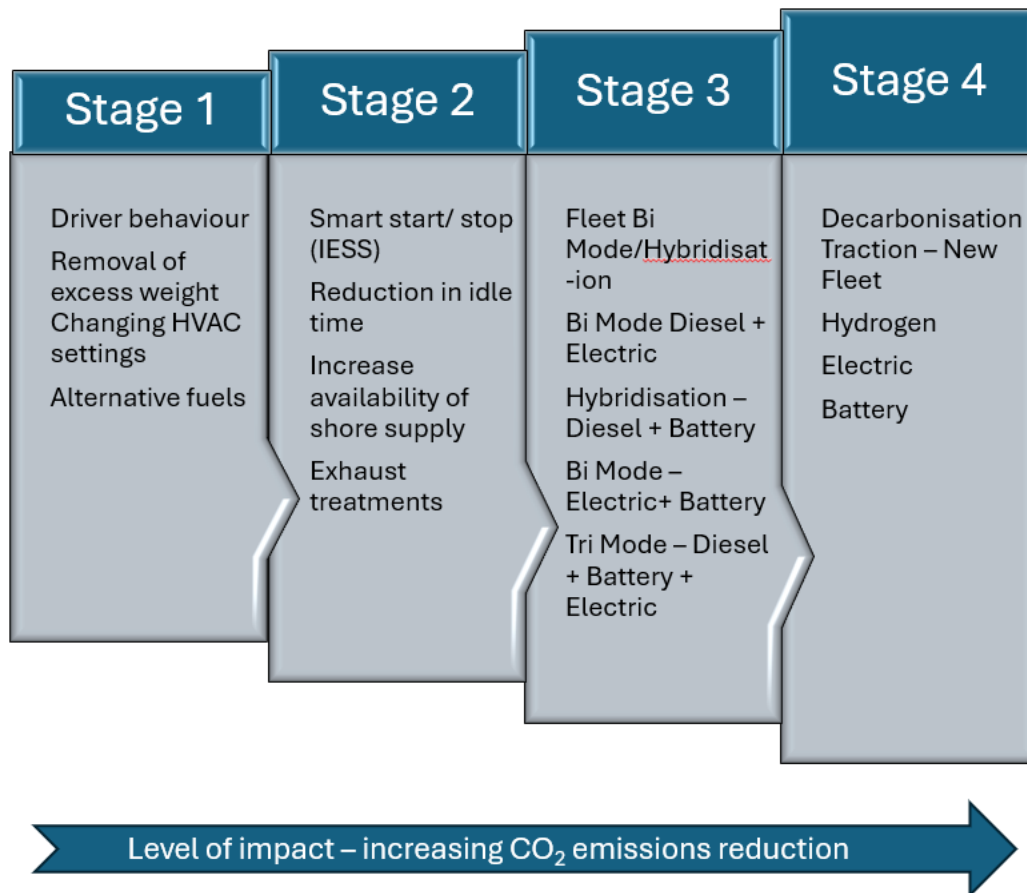 Stage 1
Driver behaviour
Removal of
excess weight
Changing HVAC
settings
Alternative fuels
Stage 2
Smart start/ stop
(IESS)
Reduction in idle
time
Increase
availability of
shore supply
Exhaust
treatments
Stage 3
Fleet Bi
Mode/Hybridisat
-ion
Bi Mode Diesel +
Electric
Hybridisation –
Diesel + Battery
Bi Mode –
Electric+ Battery
Tri Mode – Diesel
+ Battery +
Electric
Stage 4
Decarbonisation
Traction – New
Fleet
Hydrogen
Electric
Battery
Level of impact – increasing CO₂ emissions reduction